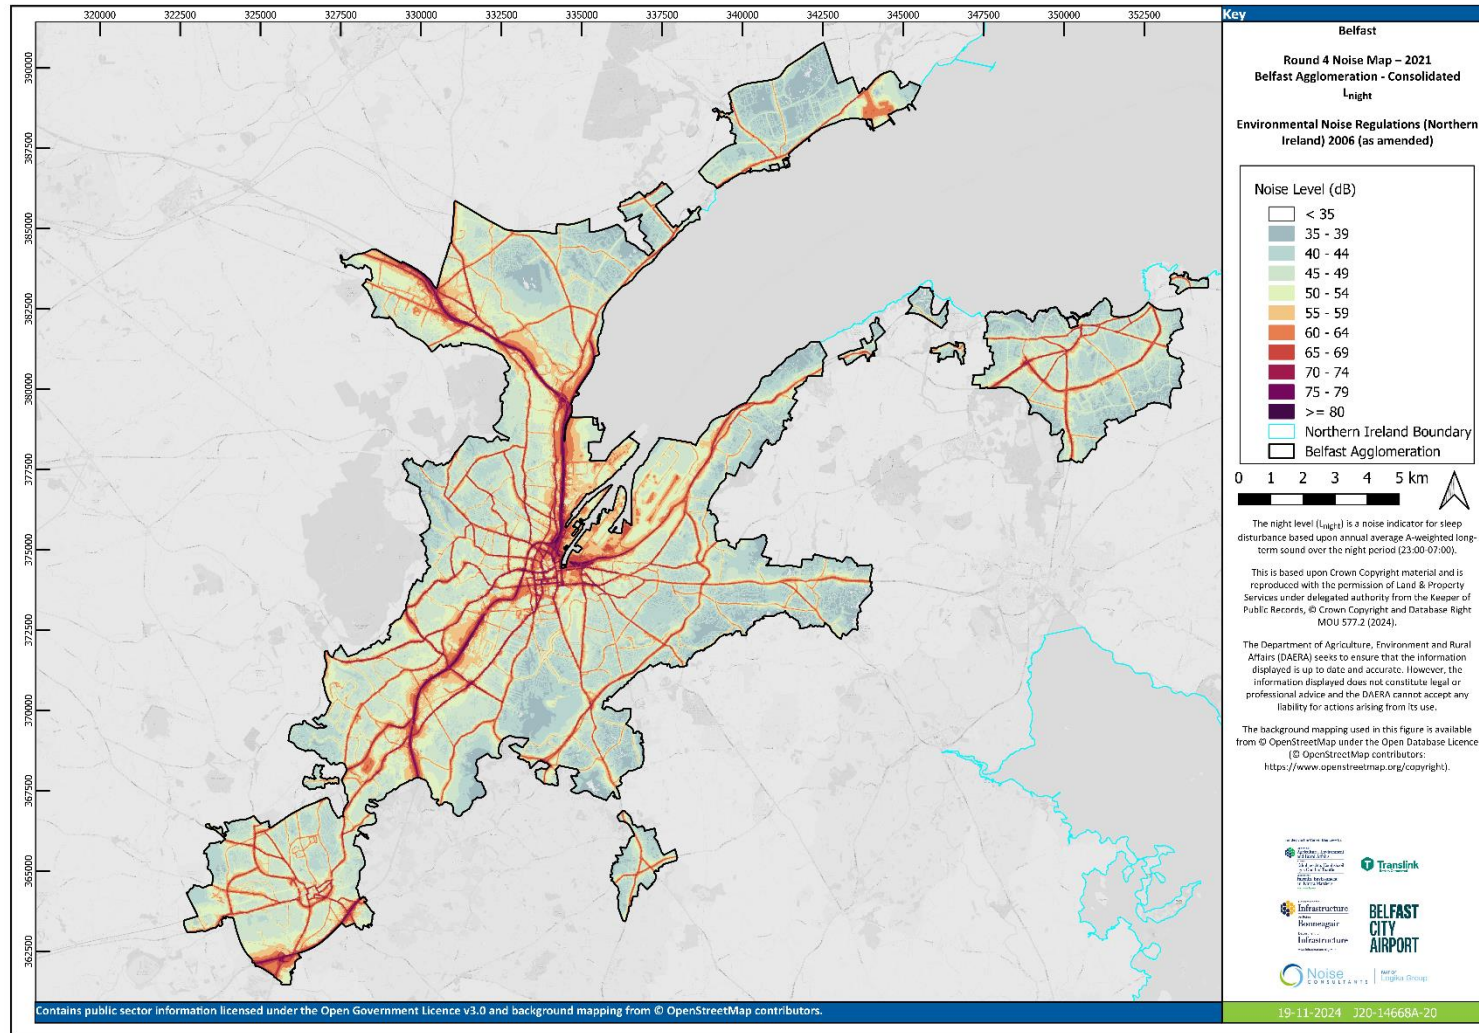 320000 322500 325000 327500 330000 332500 335000 337500 340000 342500 345000 347500 350000 352500
390000
387500
385000
382500
380000
377500
375000
372500
370000
367500
365000
362500
Contains public sector information licensed under the Open Government Licence v3.0 and background mapping from © OpenStreetMap contributors.
Key
Belfast
Round 4 Noise Map – 2021
Belfast Agglomeration - Consolidated
Lnight
Environmental Noise Regulations (Northern
Ireland) 2006 (as amended)
Noise Level (dB)
< 35
35 - 39
40 - 44
45 - 49
50 - 54
55 - 59
60 - 64
65 - 69
70 - 74
75 - 79
>= 80
Northern Ireland Boundary
Belfast Agglomeration
0 1 2 3 4 5 km
The night level (Lnight) is a noise indicator for sleep
disturbance based upon annual average A-weighted long-
term sound over the night period (23:00-07:00).
This is based upon Crown Copyright material and is
reproduced with the permission of Land & Property
Services under delegated authority from the Keeper of
Public Records, © Crown Copyright and Database Right
MOU 577.2 (2024).
The Department of Agriculture, Environment and Rural
Affairs (DAERA) seeks to ensure that the information
displayed is up to date and accurate. However, the
information displayed does not constitute legal or
professional advice and the DAERA cannot accept any
liability for actions arising from its use.
The background mapping used in this figure is available
from © OpenStreetMap under the Open Database Licence
(© OpenStreetMap contributors:
https://www.openstreetmap.org/copyright).
Translink
Infrastructure
Bonneagair
Infrastructure
BELFAST
CITY
AIRPORT
Noise
CONSULTANTS
PART OF
Logika Group
19-11-2024 J20-14668A-20